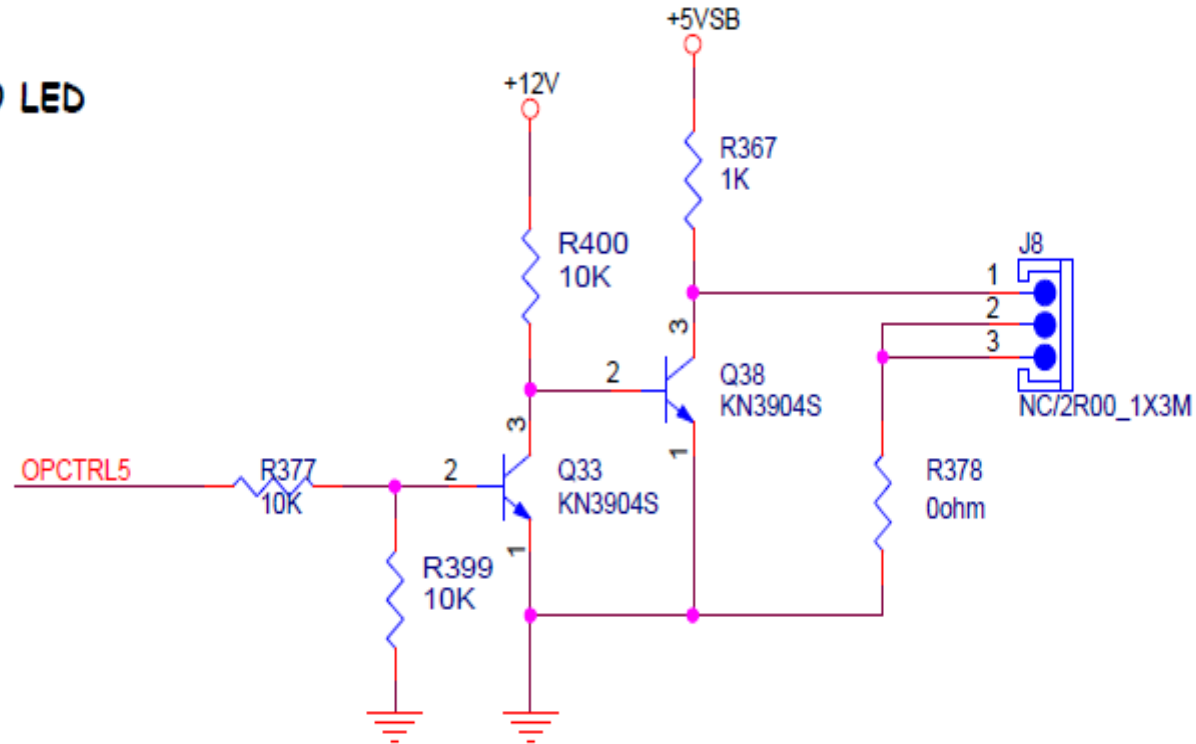 +5VSB
LED
+12V
R367
1K
R400
10K
J8
1
2
3
3
2
Q38
KN3904S
NC/2R00_1X3M
3
1
OPCTRL5
R377
10K
2
Q33
KN3904S
R378
0ohm
1
R399
10K